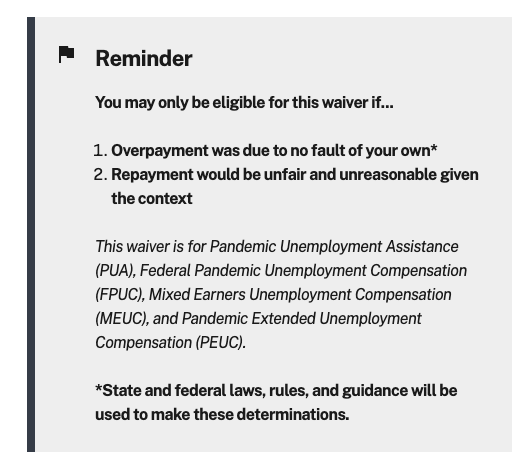 Reminder
You may only be eligible for this waiver if...
1. Overpayment was due to no fault of your own*
2. Repayment would be unfair and unreasonable given
the context
This waiver is for Pandemic Unemployment Assistance
(PUA), Federal Pandemic Unemployment Compensation
(FPUC), Mixed Earners Unemployment Compensation
(MEUC), and Pandemic Extended Unemployment
Compensation (PEUC).
*State and federal laws, rules, and guidance will be
used to make these determinations.